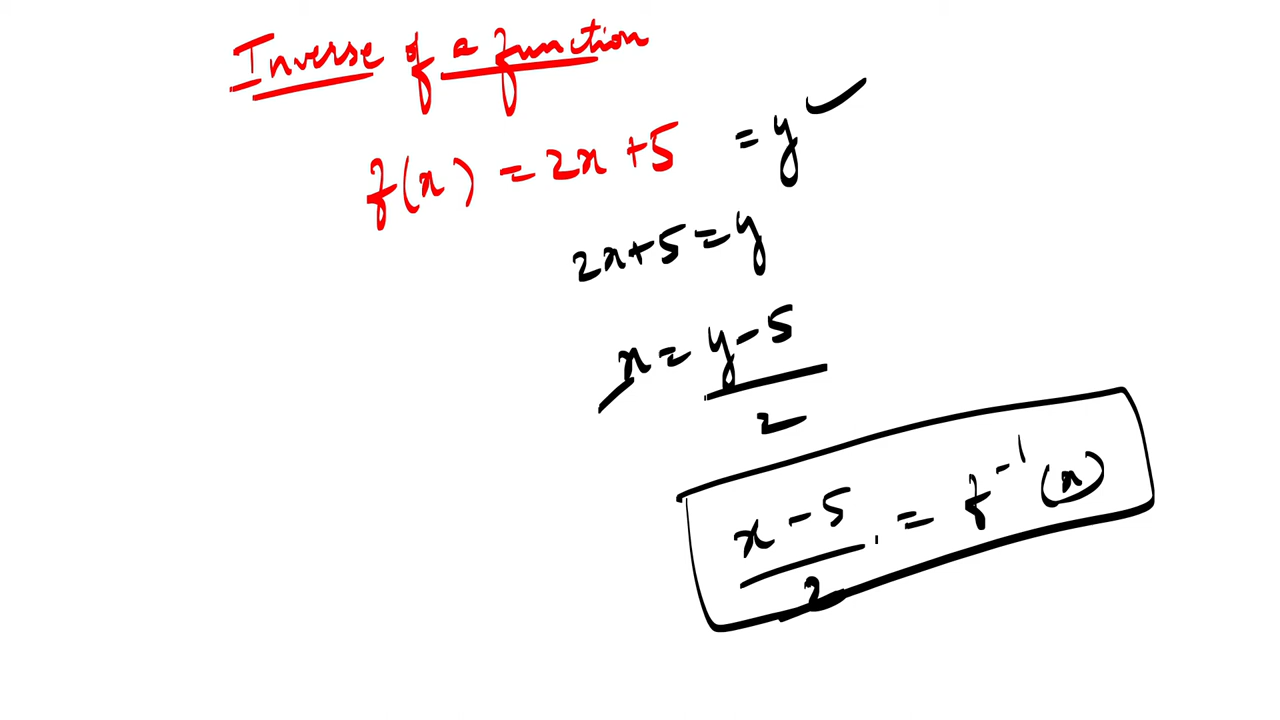 Inverse of a function
f(x) = 2x + 5 = y
2x + 5 = y
x = y - 5
2
x - 5 = f⁻¹(x)
2